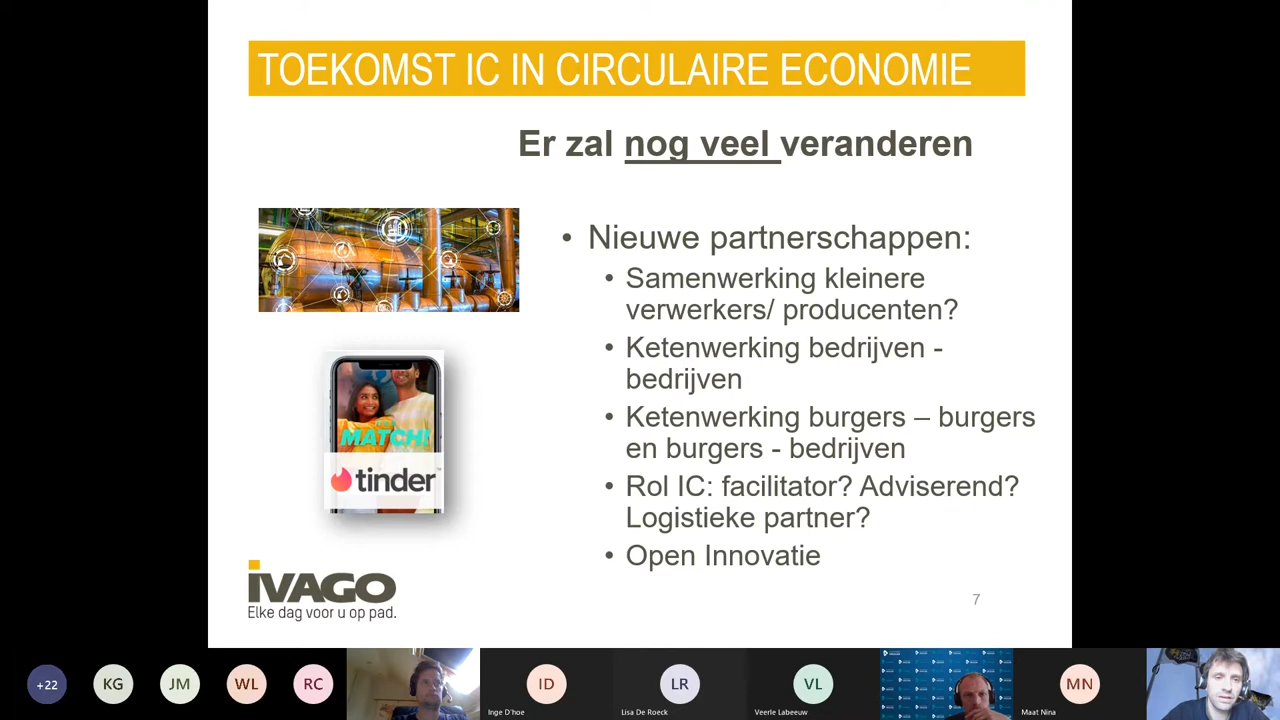 TOEKOMST IC IN CIRCULAIRE ECONOMIE
Er zal nog veel veranderen
• Nieuwe partnerschappen:
• Samenwerking kleinere
verwerkers/ producenten?
• Ketenwerking bedrijven -
bedrijven
• Ketenwerking burgers – burgers
en burgers - bedrijven
• Rol IC: facilitator? Adviserend?
Logistieke partner?
• Open Innovatie
MATCH!
tinder
iVAGO
Elke dag voor u op pad.
7
+22
KG
JM
WL
RC
ID
Inge D'hoe
LR
Lisa De Roeck
VL
Veerle Labeeuw
MN
Maat Nina